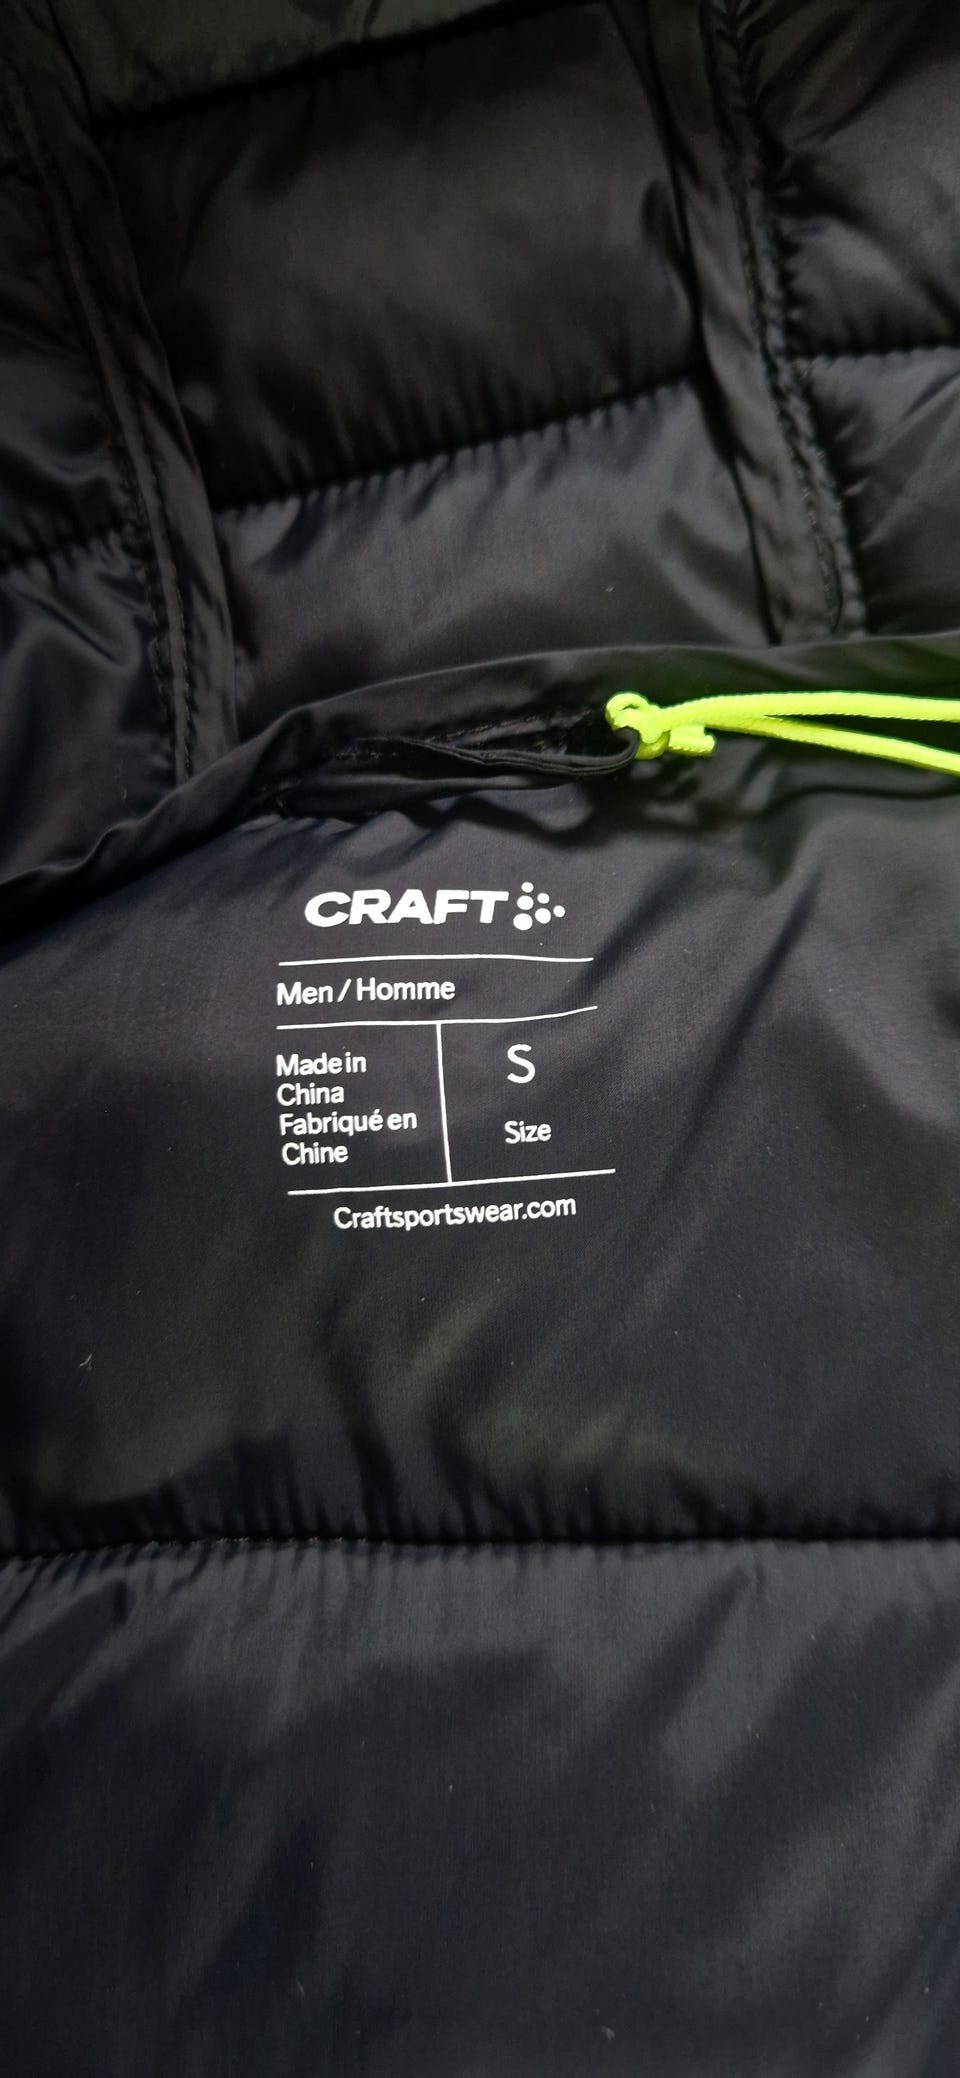 CRAFT
Men / Homme
Made in
China
Fabriqué en
Chine
S
Size
Craftsportswear.com